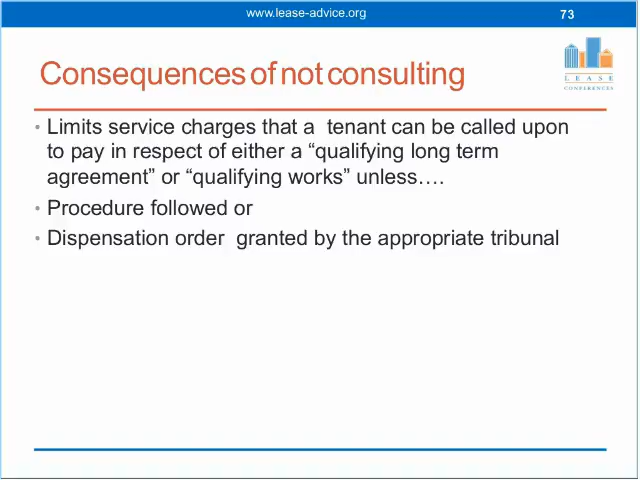 www.lease-advice.org
73
Consequences of not consulting
LEASE
CONFERENCES
• Limits service charges that a tenant can be called upon
to pay in respect of either a “qualifying long term
agreement” or “qualifying works” unless….
• Procedure followed or
• Dispensation order granted by the appropriate tribunal